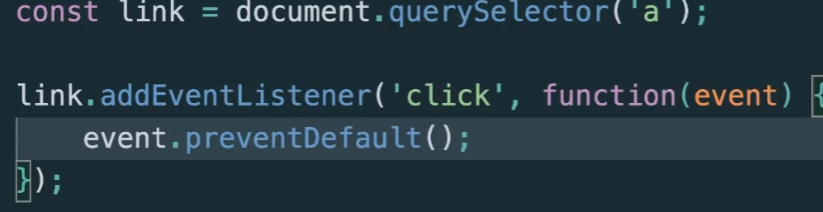 const link = document.querySelector('a');
link.addEventListener('click', function(event) {
    event.preventDefault();
});